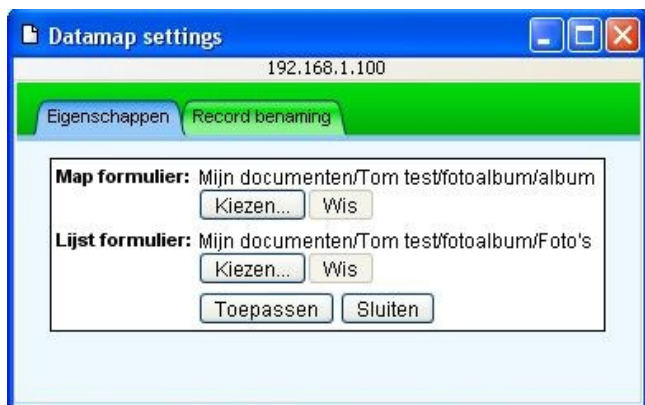 Datamap settings
192.168.1.100
Eigenschappen Record benaming
Map formulier: Mijn documenten/Tom test/fotoalbum/album
Kiezen... Wis
Lijst formulier: Mijn documenten/Tom test/fotoalbum/Foto's
Kiezen... Wis
Toepassen Sluiten